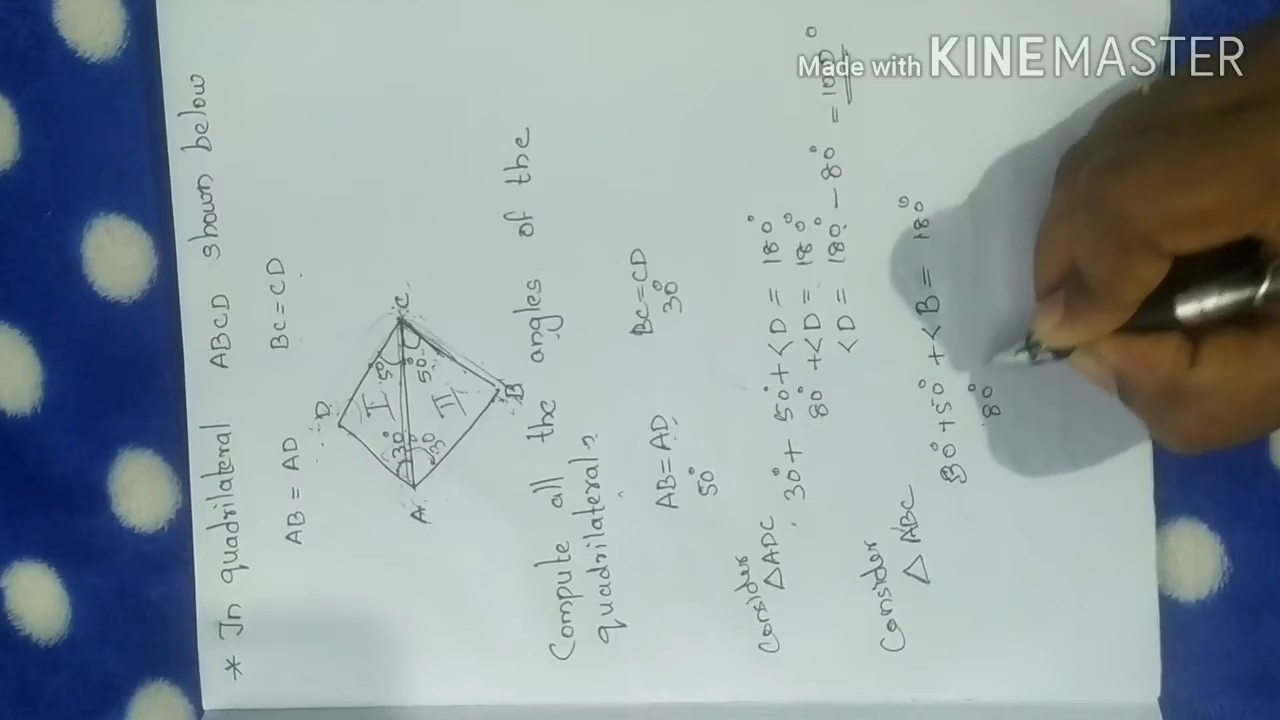 Made with KINEMASTER
* In quadrilateral ABCD shown below
AB = AD BC = CD
D
I 50
30° C
A 30 50
II
B
Compute all the angles of the
quadrilateral?
AB = AD BC = CD
50° 30°
Consider
△ADC, 30° + 50° + <D = 180°
80° + <D = 180°
<D = 180° - 80° = 100°
Consider
△ ABC
30° + 50° + <B = 180°
80°